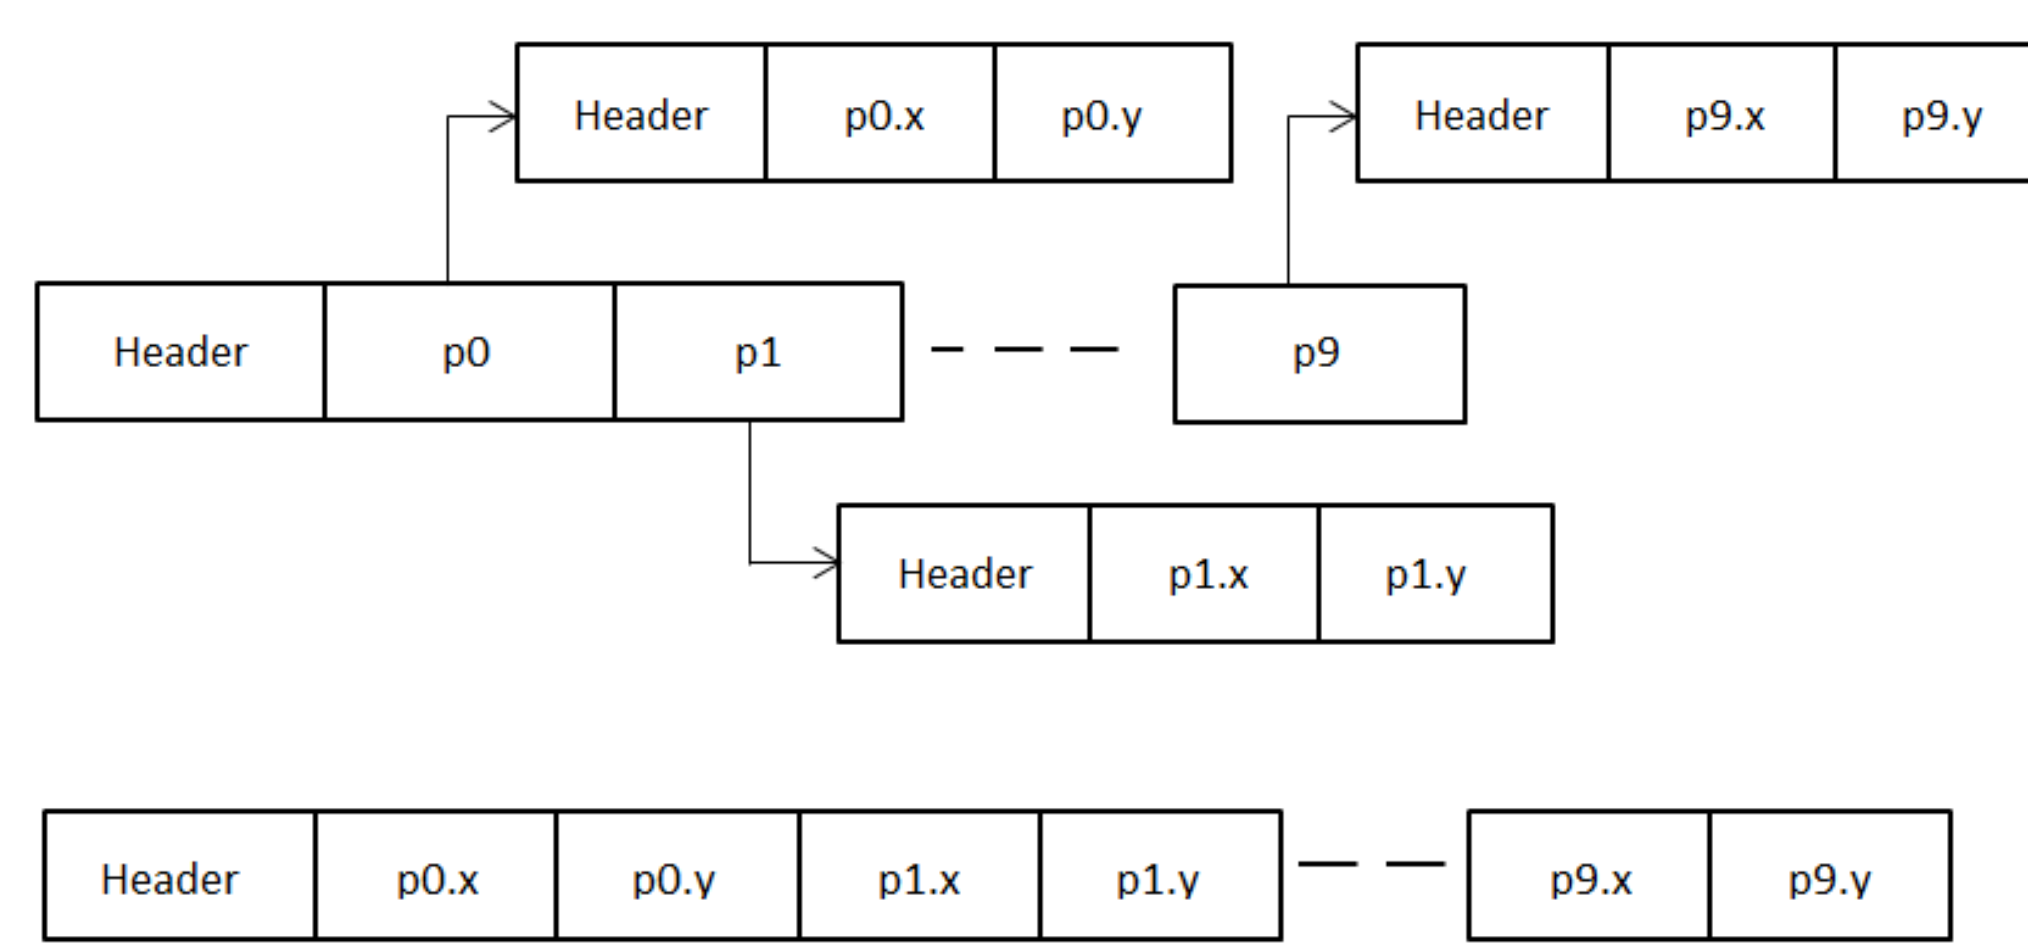 Header p0.x p0.y Header p9.x p9.y
Header p0 p1 p9
Header p1.x p1.y
Header p0.x p0.y p1.x p1.y p9.x p9.y